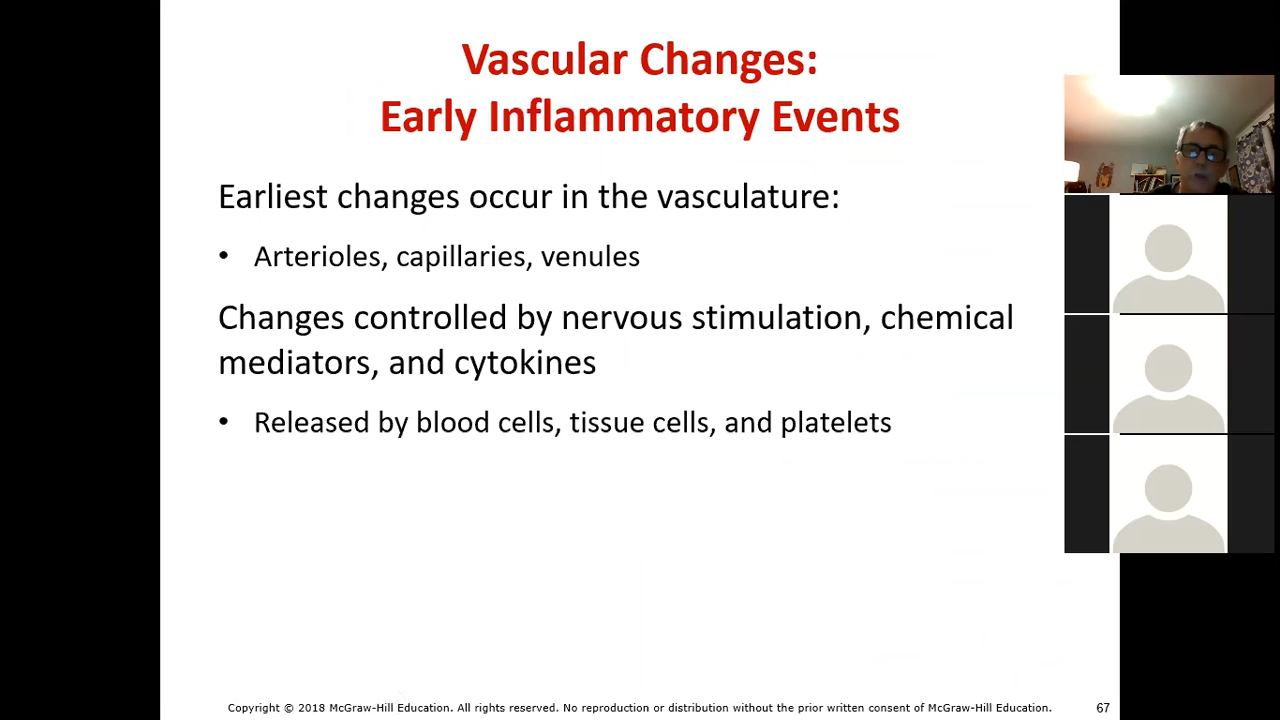 Vascular Changes:
Early Inflammatory Events
Earliest changes occur in the vasculature:
• Arterioles, capillaries, venules
Changes controlled by nervous stimulation, chemical
mediators, and cytokines
• Released by blood cells, tissue cells, and platelets
Copyright © 2018 McGraw-Hill Education. All rights reserved. No reproduction or distribution without the prior written consent of McGraw-Hill Education.
67